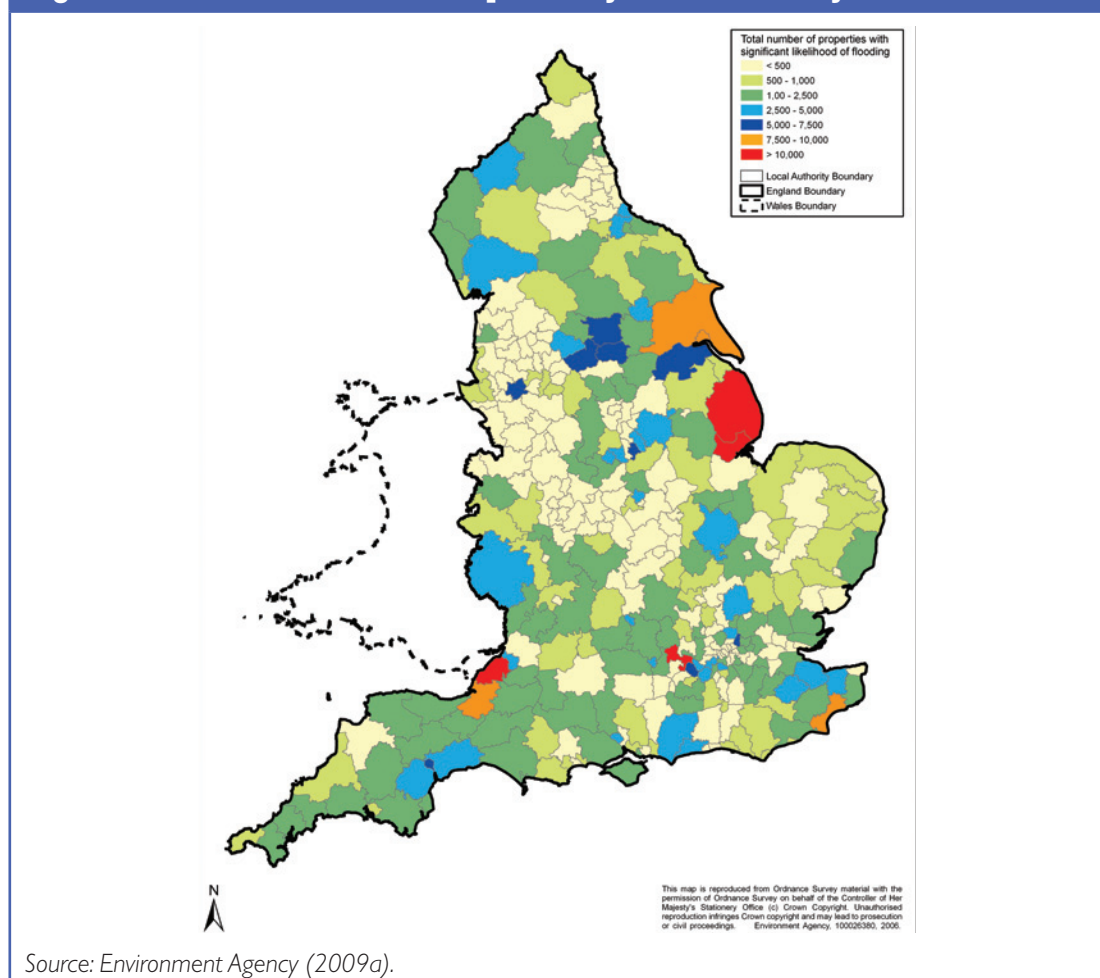 Total number of properties with
significant likelihood of flooding
< 500
500 - 1,000
1,00 - 2,500
2,500 - 5,000
5,000 - 7,500
7,500 - 10,000
> 10,000
Local Authority Boundary
England Boundary
Wales Boundary
N
This map is reproduced from Ordnance Survey material with the
permission of Ordnance Survey on behalf of the Controller of Her
Majesty's Stationery Office (c) Crown Copyright. Unauthorised
reproduction infringes Crown copyright and may lead to prosecution
or civil proceedings. Environment Agency, 100026380, 2006.
Source: Environment Agency (2009a).